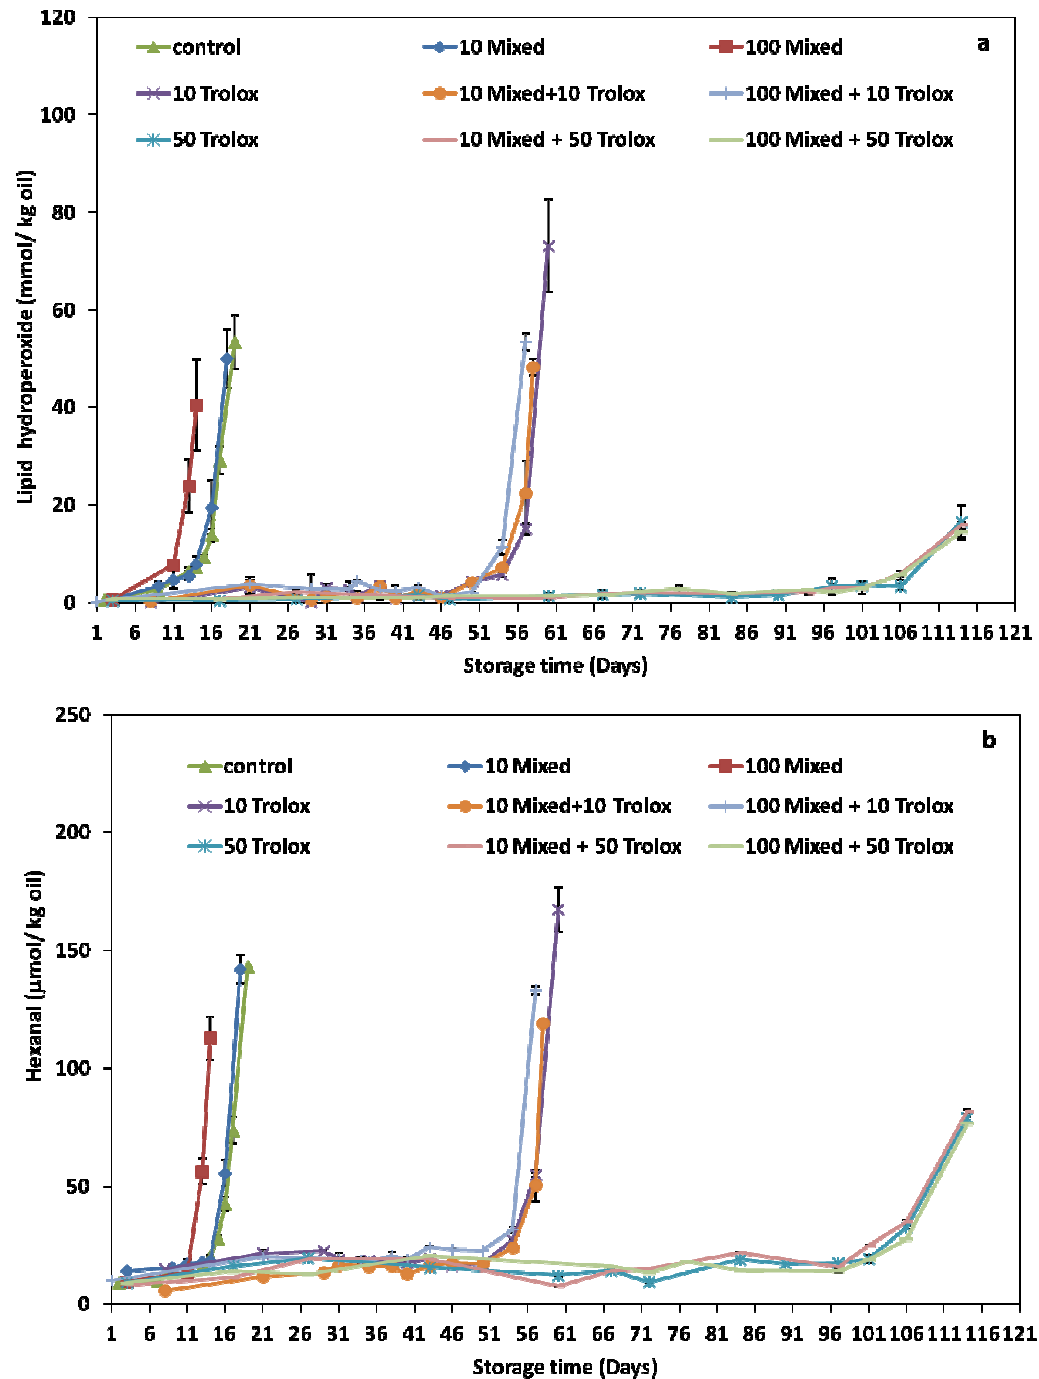 120
a
control
10 Mixed
100 Mixed
100
10 Trolox
10 Mixed+10 Trolox
100 Mixed + 10 Trolox
50 Trolox
10 Mixed + 50 Trolox
100 Mixed + 50 Trolox
80
60
40
20
0
Lipid hydroperoxide (mmol/ kg oil)
1 6 11 16 21 26 31 36 41 46 51 56 61 66 71 76 81 86 91 96 101 106 111 116 121
Storage time (Days)
250
b
control
10 Mixed
100 Mixed
10 Trolox
10 Mixed+10 Trolox
100 Mixed + 10 Trolox
200
50 Trolox
10 Mixed + 50 Trolox
100 Mixed + 50 Trolox
150
100
50
0
Hexanal (µmol/ kg oil)
1 6 11 16 21 26 31 36 41 46 51 56 61 66 71 76 81 86 91 96 101 106 111 116 121
Storage time (Days)